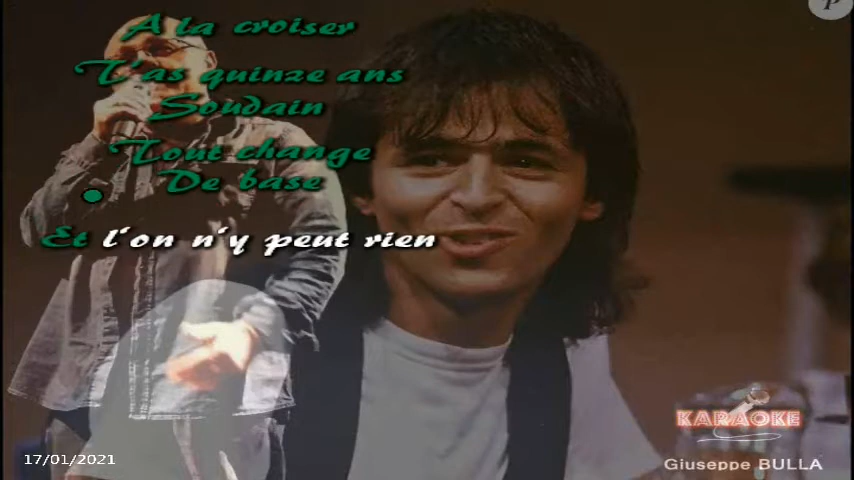 A la croiser
T'as quinze ans
Soudain
Tout change
De base
Et l'on n'y peut rien
KARAOKE
17/01/2021
Giuseppe BULLA
P